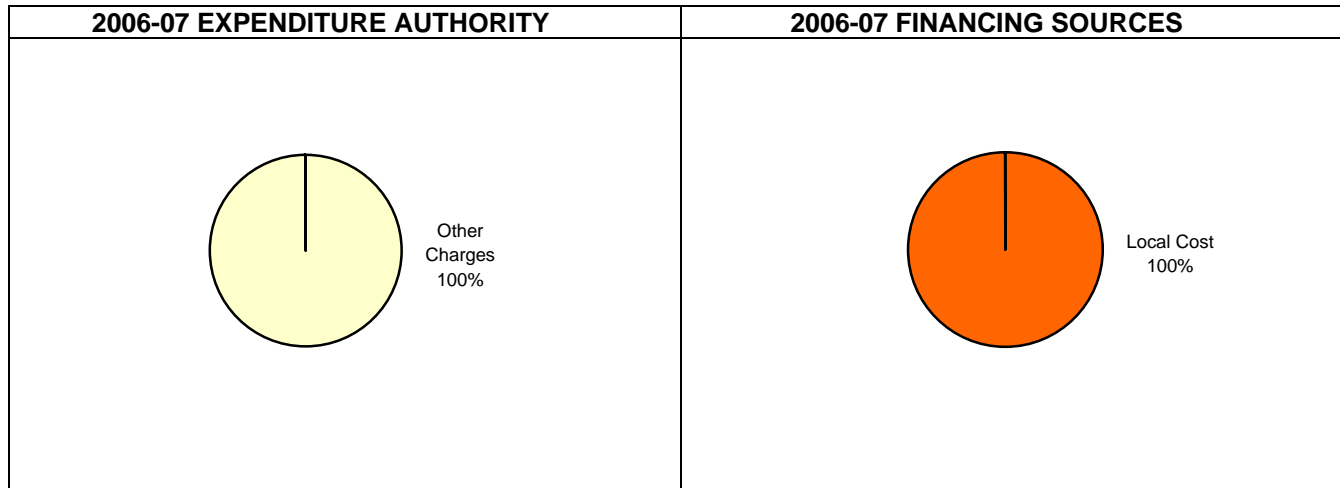 2006-07 EXPENDITURE AUTHORITY
2006-07 FINANCING SOURCES
Other
Charges
100%
Local Cost
100%